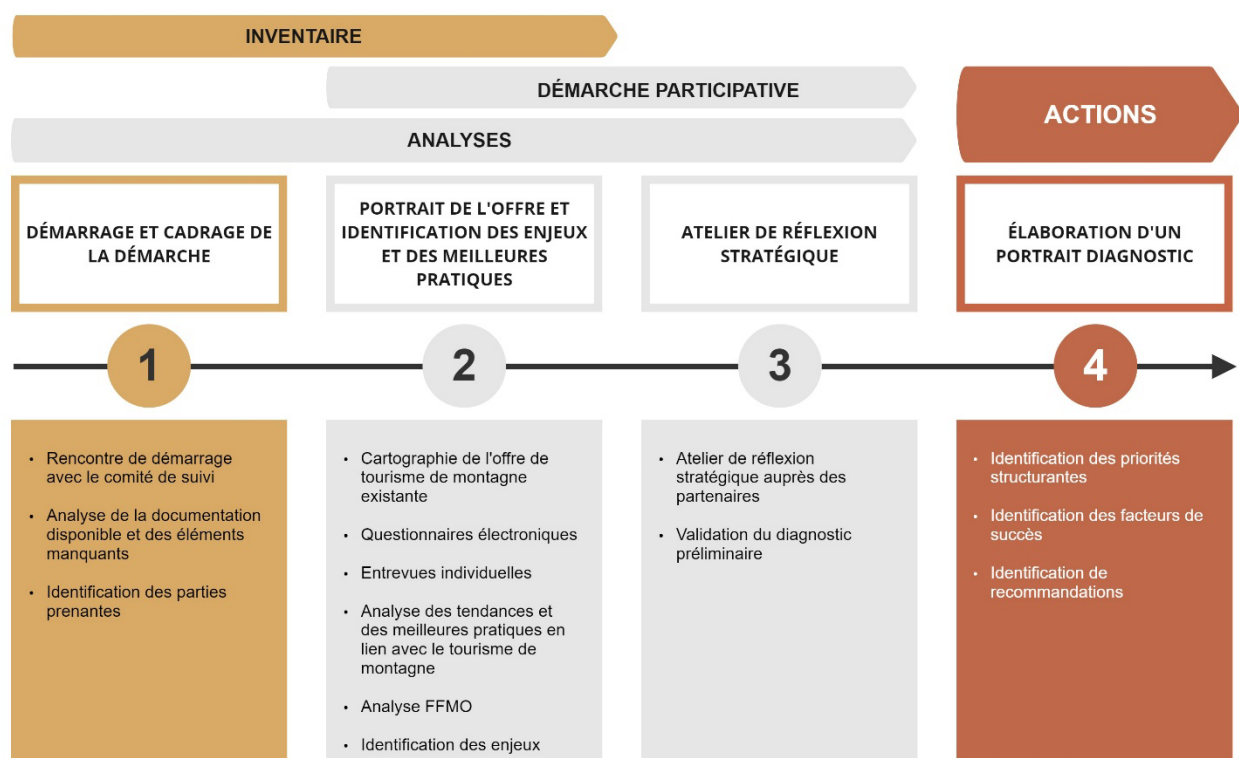 INVENTAIRE
DÉMARCHE PARTICIPATIVE
ANALYSES
ACTIONS
DÉMARRAGE ET CADRAGE DE
LA DÉMARCHE
PORTRAIT DE L'OFFRE ET
IDENTIFICATION DES ENJEUX
ET DES MEILLEURES
PRATIQUES
ATELIER DE RÉFLEXION
STRATÉGIQUE
ÉLABORATION D'UN
PORTRAIT DIAGNOSTIC
1
2
3
4
• Rencontre de démarrage
avec le comité de suivi
• Analyse de la documentation
disponible et des éléments
manquants
• Identification des parties
prenantes
• Cartographie de l'offre de
tourisme de montagne
existante
• Questionnaires électroniques
• Entrevues individuelles
• Analyse des tendances et
des meilleures pratiques en
lien avec le tourisme de
montagne
• Analyse FFMO
• Identification des enjeux
• Atelier de réflexion
stratégique auprès des
partenaires
• Validation du diagnostic
préliminaire
• Identification des priorités
structurantes
• Identification des facteurs de
succès
• Identification de
recommandations